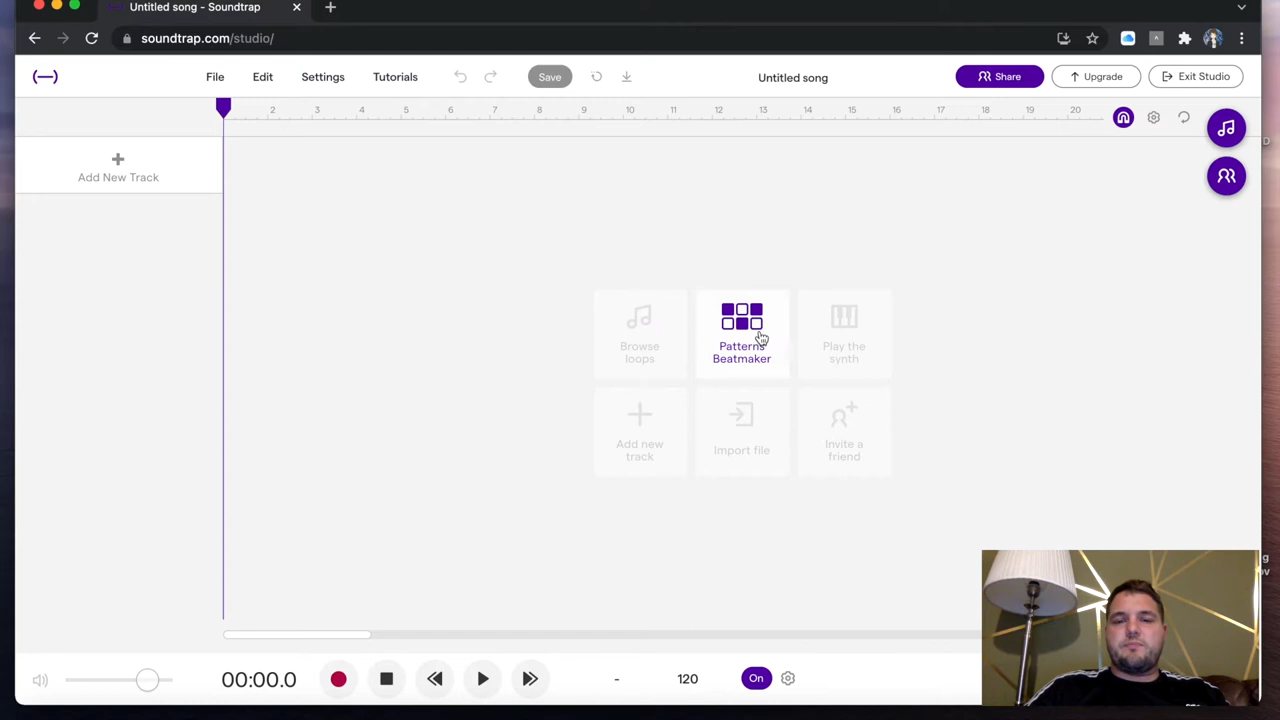 Untitled song - Soundtrap
soundtrap.com/studio/
File Edit Settings Tutorials Save Untitled song Share Upgrade Exit Studio
2 3 4 5 6 7 8 9 10 11 12 13 14 15 16 17 18 19 20
Add New Track
Browse
loops
Patterns
Beatmaker
Play the
synth
Add new
track
Import file
Invite a
friend
00:00.0 - 120 On